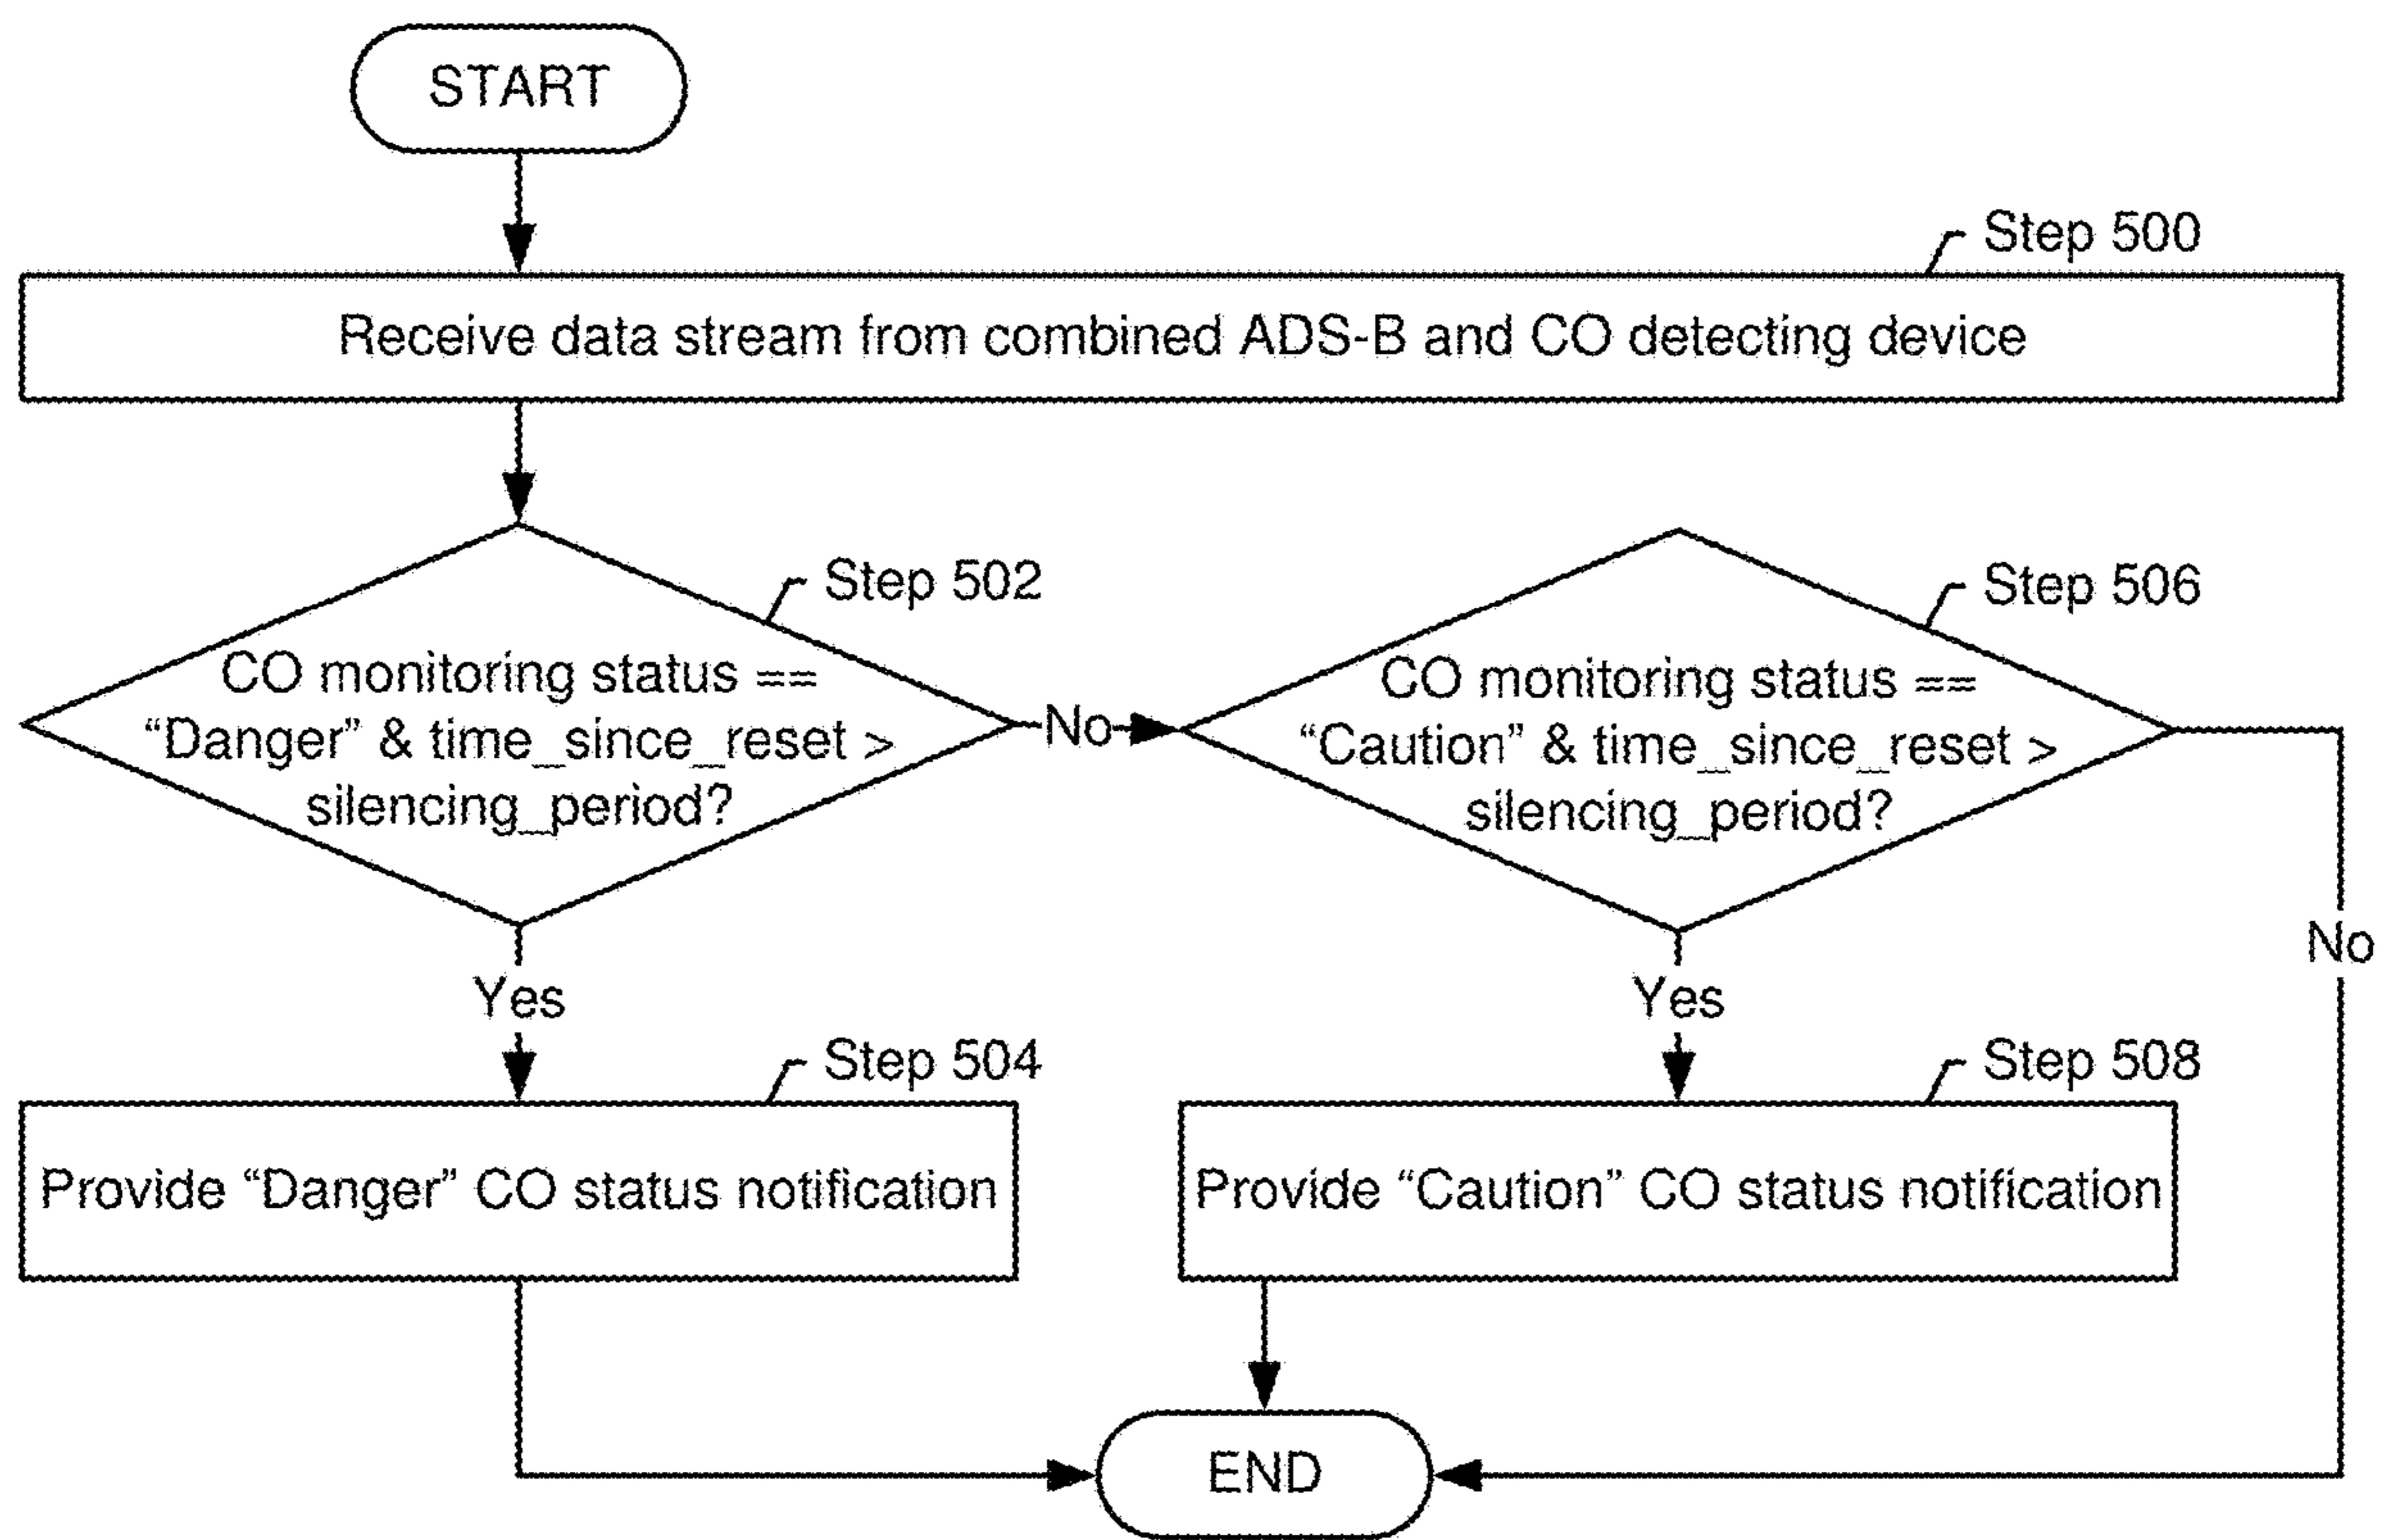 START
Step 500
Receive data stream from combined ADS-B and CO detecting device
Step 502
CO monitoring status ==
“Danger” & time_since_reset >
silencing_period?
No
Step 506
CO monitoring status ==
“Caution” & time_since_reset >
silencing_period?
No
Yes
Yes
Step 504
Provide “Danger” CO status notification
Step 508
Provide “Caution” CO status notification
END